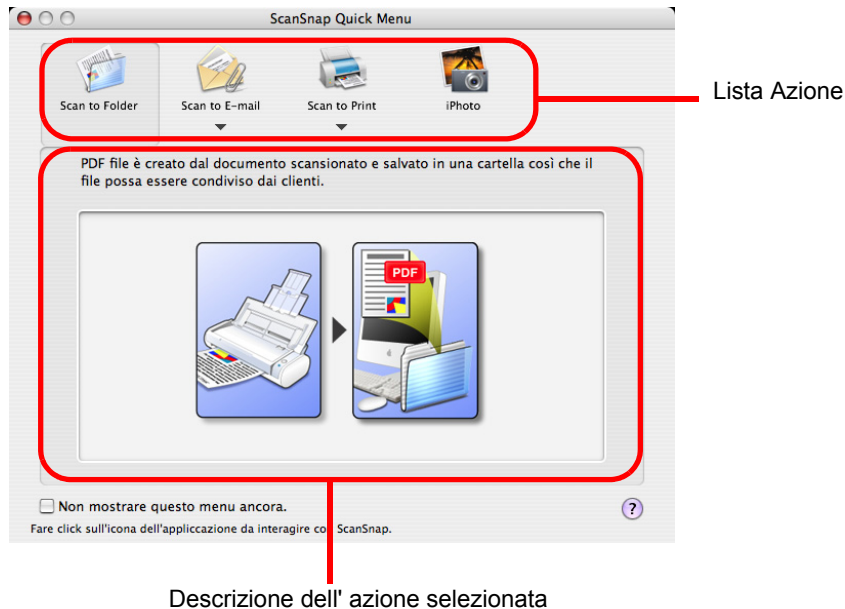 ScanSnap Quick Menu
Scan to Folder
Scan to E-mail
Scan to Print
iPhoto
Lista Azione
PDF file è creato dal documento scansionato e salvato in una cartella così che il
file possa essere condiviso dai clienti.
PDF
Non mostrare questo menu ancora.
?
Fare click sull'icona dell'appliccazione da interagire con ScanSnap.
Descrizione dell' azione selezionata